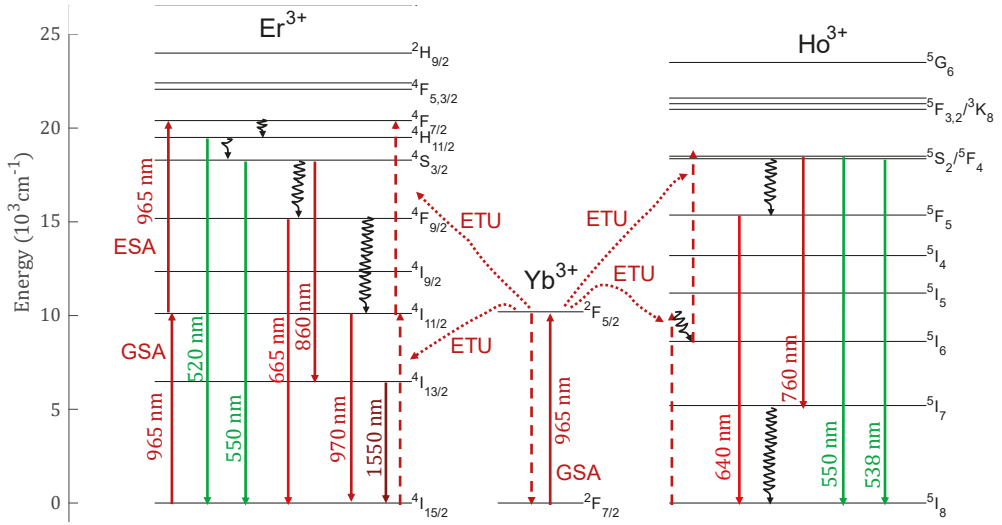 Energy (10³cm⁻¹)
25
20
15
10
5
0
Er³⁺
²H₉/₂
⁴F₅,₃/₂
⁴F₇/₂
⁴H₁₁/₂
⁴S₃/₂
⁴F₉/₂
⁴I₉/₂
⁴I₁₁/₂
⁴I₁₃/₂
⁴I₁₅/₂
965 nm
ESA
GSA
965 nm
520 nm
550 nm
665 nm
860 nm
970 nm
1550 nm
ETU
ETU
Yb³⁺
²F₅/₂
965 nm
GSA
²F₇/₂
ETU
ETU
Ho³⁺
⁵G₆
⁵F₃,₂/³K₈
⁵S₂/⁵F₄
⁵F₅
⁵I₄
⁵I₅
⁵I₆
⁵I₇
⁵I₈
640 nm
760 nm
550 nm
538 nm